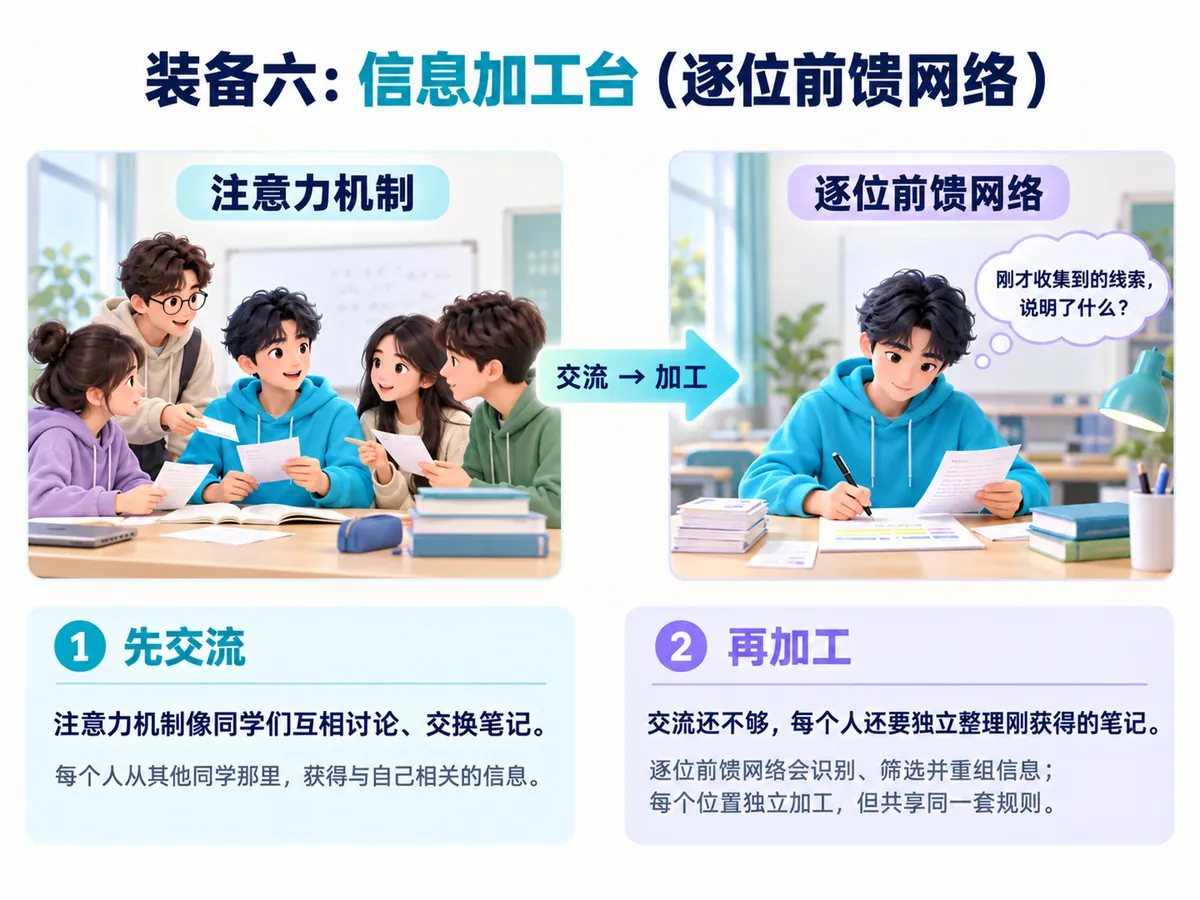 装备六：信息加工台（逐位前馈网络）
注意力机制
逐位前馈网络
刚才收集到的线索，
说明了什么？
交流 → 加工
1 先交流
注意力机制像同学们互相讨论、交换笔记。
每个人从其他同学那里，获得与自己相关的信息。
2 再加工
交流还不够，每个人还要独立整理刚获得的笔记。
逐位前馈网络会识别、筛选并重组信息；
每个位置独立加工，但共享同一套规则。